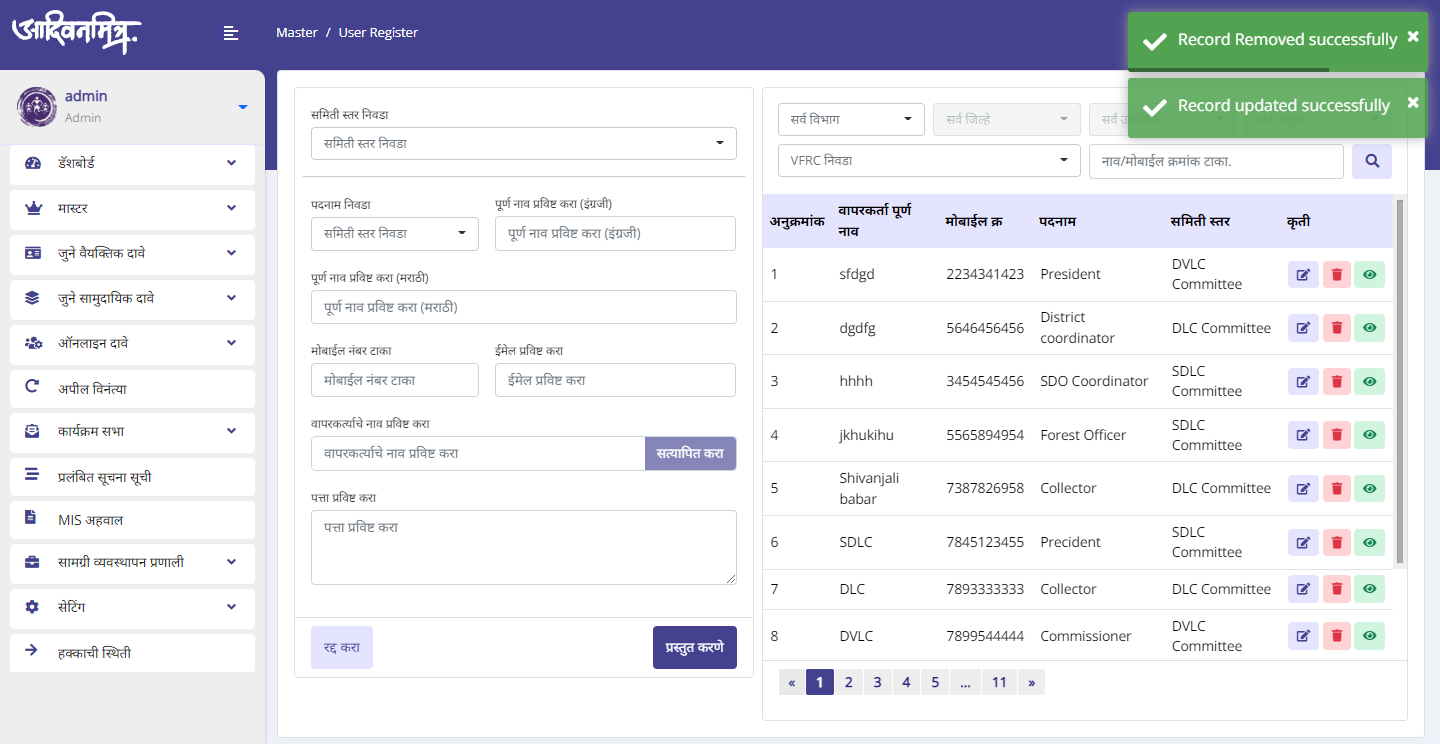 आदिवनमित्र.
Master / User Register
Record Removed successfully
Record updated successfully
admin
Admin
डॅशबोर्ड
मास्टर
जुने वैयक्तिक दावे
जुने सामुदायिक दावे
ऑनलाइन दावे
अपील विनंत्या
कार्यक्रम सभा
प्रलंबित सूचना सूची
MIS अहवाल
सामग्री व्यवस्थापन प्रणाली
सेटिंग
हक्काची स्थिती
समिती स्तर निवडा
समिती स्तर निवडा
पदनाम निवडा
समिती स्तर निवडा
पूर्ण नाव प्रविष्ट करा (इंग्रजी)
पूर्ण नाव प्रविष्ट करा (इंग्रजी)
पूर्ण नाव प्रविष्ट करा (मराठी)
पूर्ण नाव प्रविष्ट करा (मराठी)
मोबाईल नंबर टाका
मोबाईल नंबर टाका
ईमेल प्रविष्ट करा
ईमेल प्रविष्ट करा
वापरकर्त्याचे नाव प्रविष्ट करा
वापरकर्त्याचे नाव प्रविष्ट करा
सत्यापित करा
पत्ता प्रविष्ट करा
पत्ता प्रविष्ट करा
रद्द करा
प्रस्तुत करणे
सर्व विभाग
सर्व जिल्हे
VFRC निवडा
नाव/मोबाईल क्रमांक टाका.
अनुक्रमांक वापरकर्ता पूर्ण नाव मोबाईल क्र पदनाम समिती स्तर कृती
1 sfdgd 2234341423 President DVLC Committee
2 dgdfg 5646456456 District coordinator DLC Committee
3 hhhh 3454545456 SDO Coordinator SDLC Committee
4 jkhukihu 5565894954 Forest Officer SDLC Committee
5 Shivanjali babar 7387826958 Collector DLC Committee
6 SDLC 7845123455 Precident SDLC Committee
7 DLC 7893333333 Collector DLC Committee
8 DVLC 7899544444 Commissioner DVLC Committee
« 1 2 3 4 5 ... 11 »